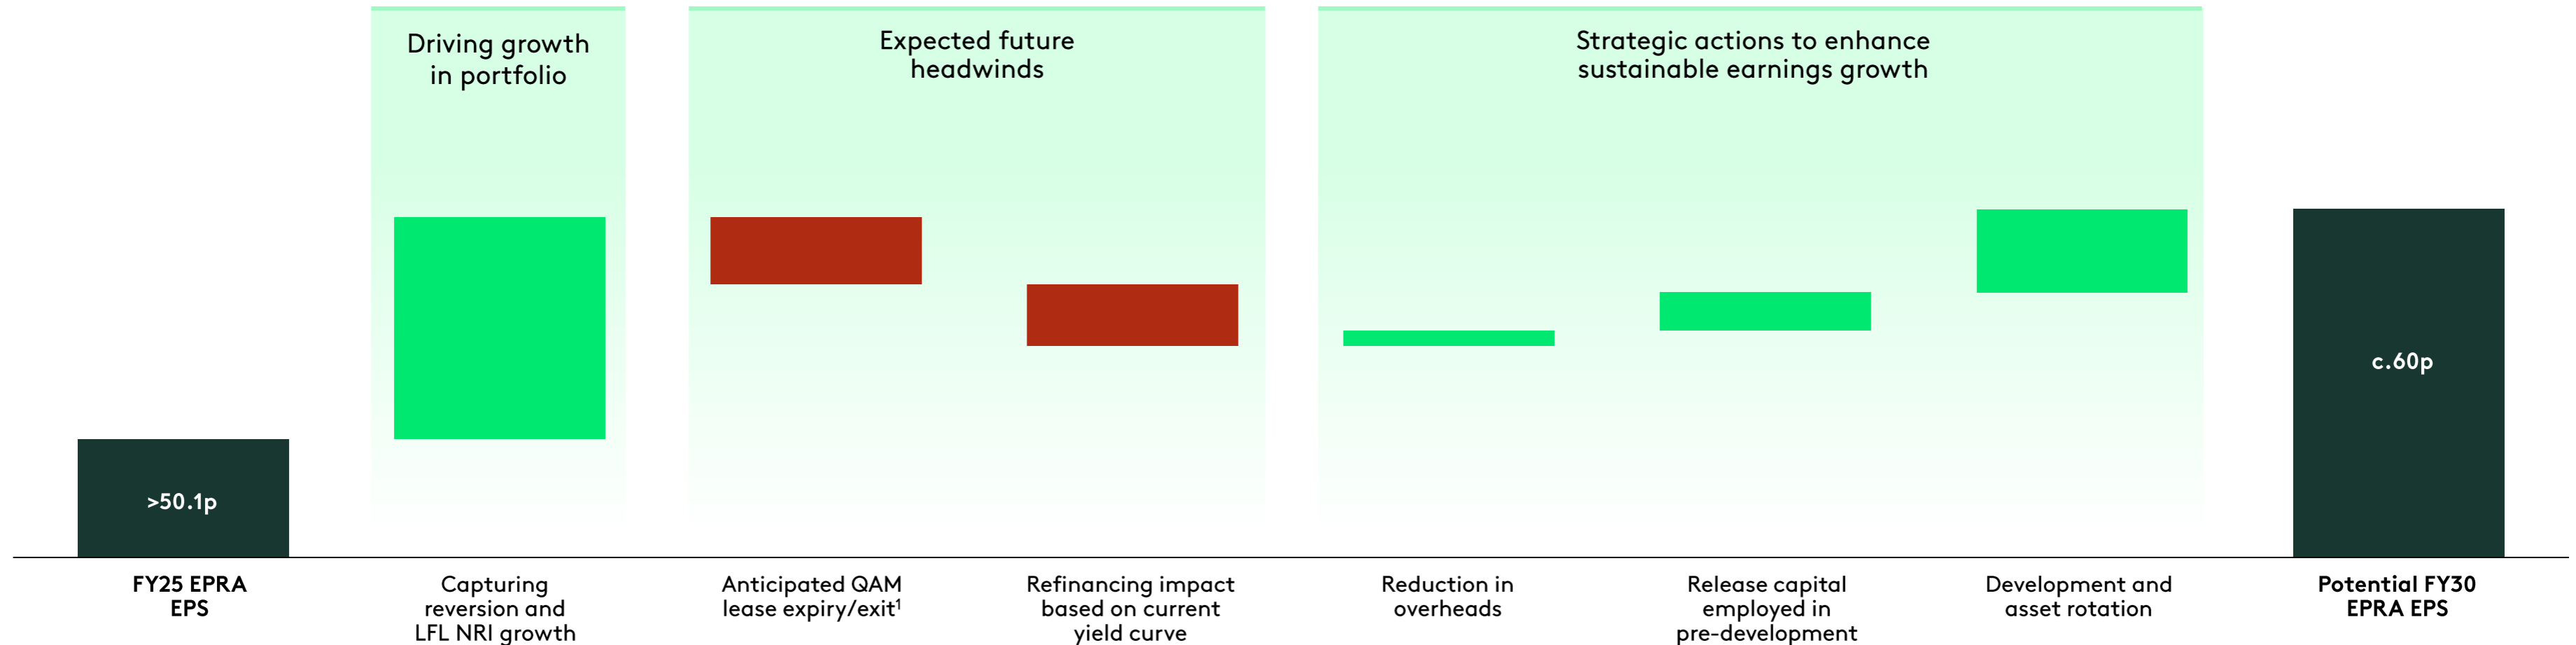 Driving growth
in portfolio
Expected future
headwinds
Strategic actions to enhance
sustainable earnings growth
>50.1p
c.60p
FY25 EPRA
EPS
Capturing
reversion and
LFL NRI growth
Anticipated QAM
lease expiry/exit¹
Refinancing impact
based on current
yield curve
Reduction in
overheads
Release capital
employed in
pre-development
Development and
asset rotation
Potential FY30
EPRA EPS